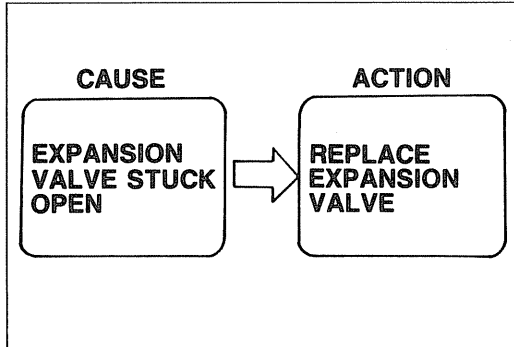 CAUSE
ACTION
EXPANSION
VALVE STUCK
OPEN
REPLACE
EXPANSION
VALVE